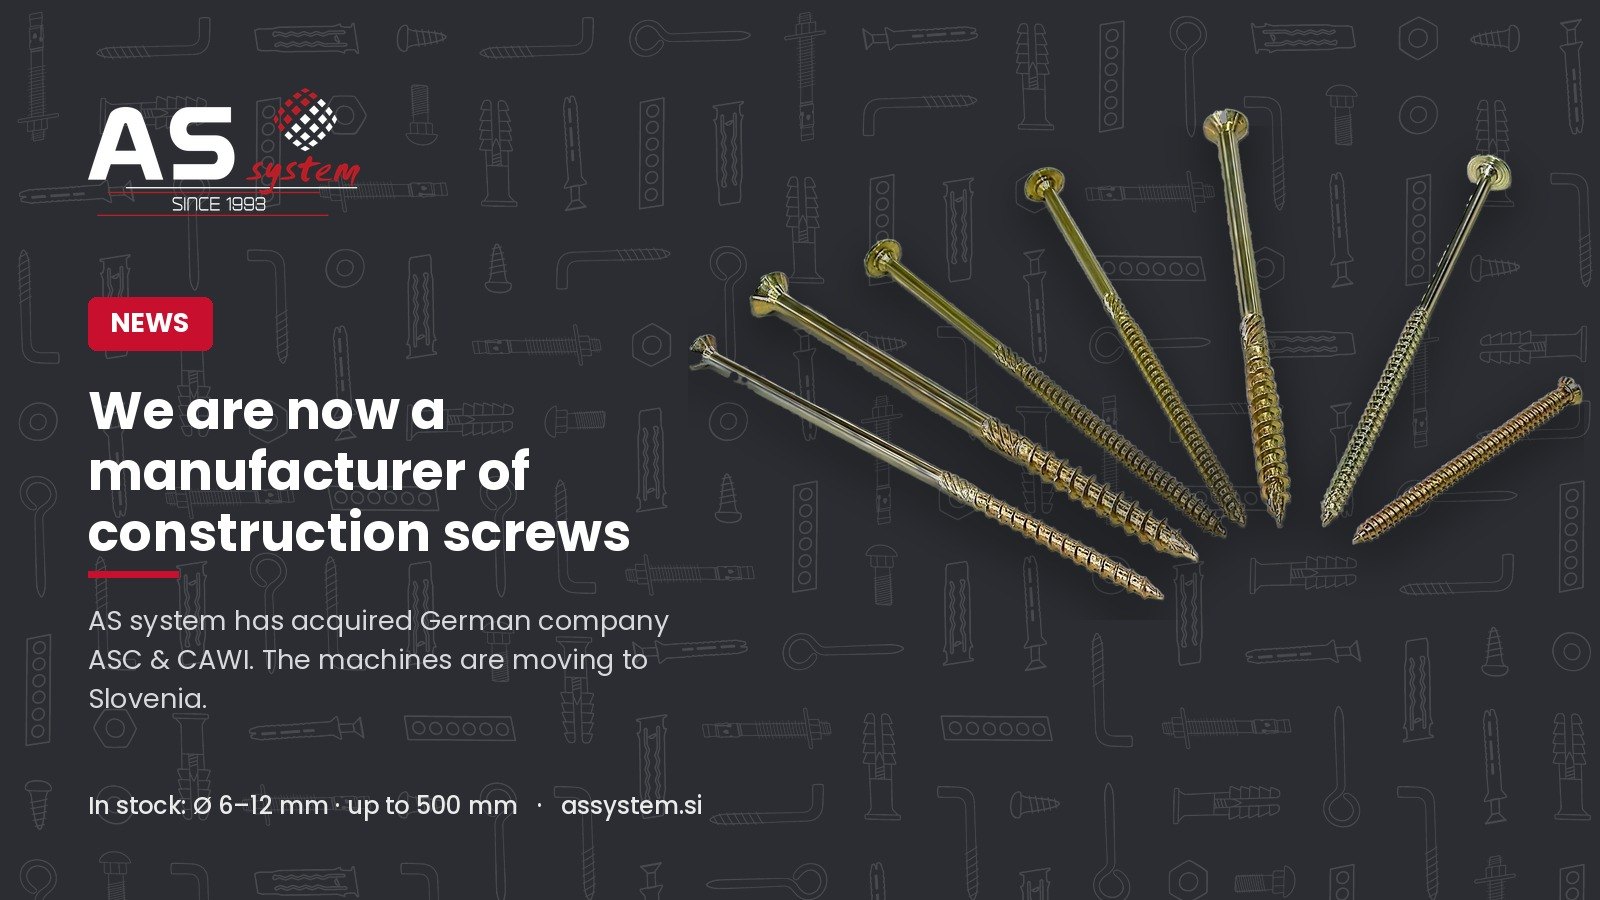 AS system
SINCE 1993
NEWS
We are now a
manufacturer of
construction screws
AS system has acquired German company
ASC & CAWI. The machines are moving to
Slovenia.
In stock: Ø 6–12 mm · up to 500 mm · assystem.si